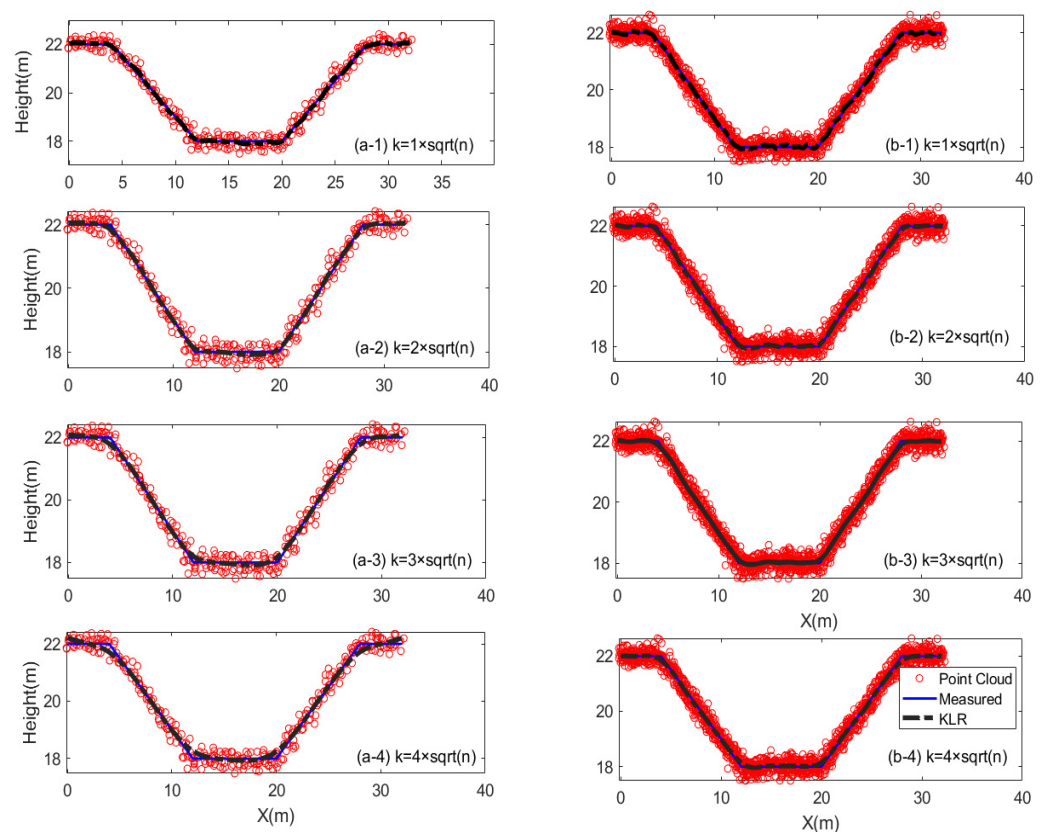 Height(m)
22
20
18
(a-1) k=1×sqrt(n)
0 5 10 15 20 25 30 35
22
20
18
(b-1) k=1×sqrt(n)
0 10 20 30 40
Height(m)
22
20
18
(a-2) k=2×sqrt(n)
0 10 20 30 40
22
20
18
(b-2) k=2×sqrt(n)
0 10 20 30 40
Height(m)
22
20
18
(a-3) k=3×sqrt(n)
0 10 20 30 40
22
20
18
(b-3) k=3×sqrt(n)
0 10 20 30 40
X(m)
Height(m)
22
20
18
(a-4) k=4×sqrt(n)
0 10 20 30 40
X(m)
22
20
18
Point Cloud
Measured
KLR
(b-4) k=4×sqrt(n)
0 10 20 30 40
X(m)